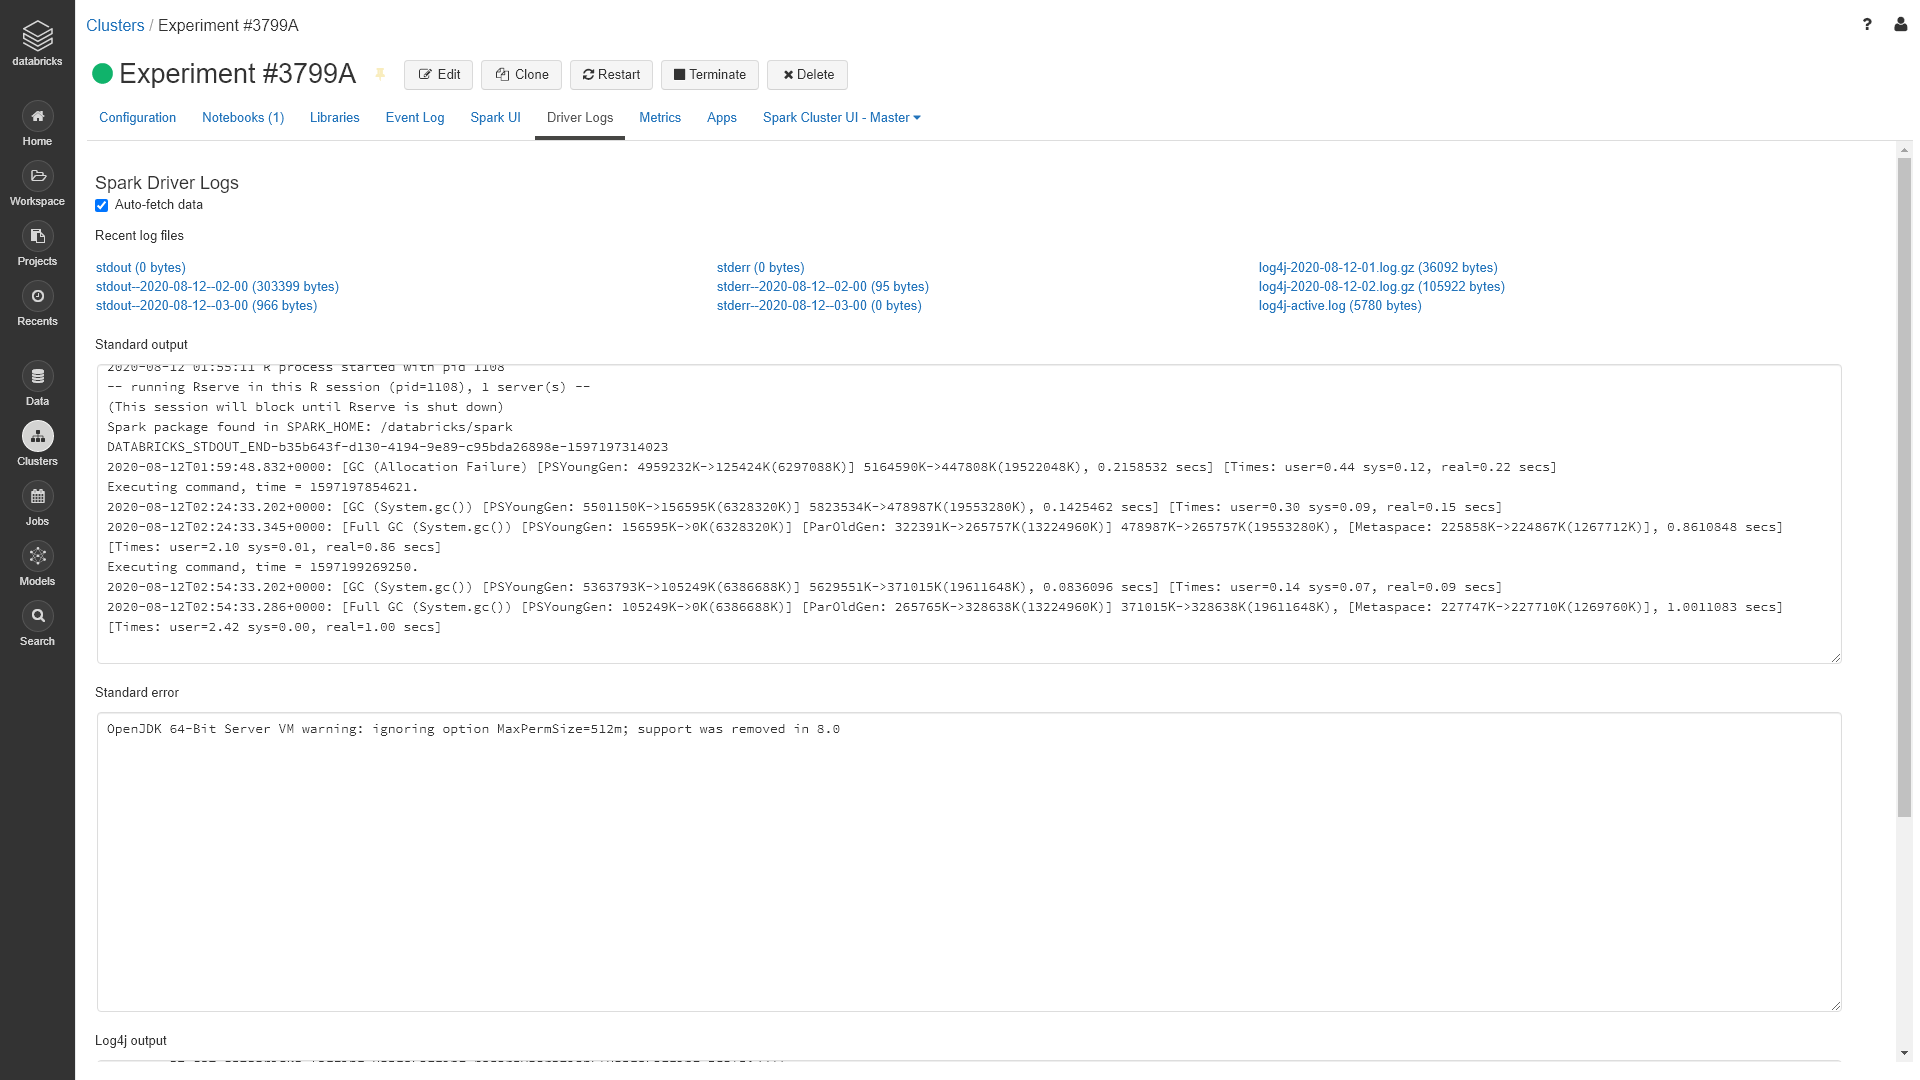 databricks
Home
Workspace
Projects
Recents
Data
Clusters
Jobs
Models
Search
Clusters / Experiment #3799A
?
Experiment #3799A
Edit
Clone
Restart
Terminate
Delete
Configuration
Notebooks (1)
Libraries
Event Log
Spark UI
Driver Logs
Metrics
Apps
Spark Cluster UI - Master
Spark Driver Logs
Auto-fetch data
Recent log files
stdout (0 bytes)
stderr (0 bytes)
log4j-2020-08-12-01.log.gz (36092 bytes)
stdout--2020-08-12--02-00 (303399 bytes)
stderr--2020-08-12--02-00 (95 bytes)
log4j-2020-08-12-02.log.gz (105922 bytes)
stdout--2020-08-12--03-00 (966 bytes)
stderr--2020-08-12--03-00 (0 bytes)
log4j-active.log (5780 bytes)
Standard output
2020-08-12 01:55:11 R process started with pid 1108
-- running Rserve in this R session (pid=1108), 1 server(s) --
(This session will block until Rserve is shut down)
Spark package found in SPARK_HOME: /databricks/spark
DATABRICKS_STDOUT_END-b35b643f-d130-4194-9e89-c95bda26898e-1597197314023
2020-08-12T01:59:48.832+0000: [GC (Allocation Failure) [PSYoungGen: 4959232K->125424K(6297088K)] 5164590K->447808K(19522048K), 0.2158532 secs] [Times: user=0.44 sys=0.12, real=0.22 secs]
Executing command, time = 1597197854621.
2020-08-12T02:24:33.202+0000: [GC (System.gc()) [PSYoungGen: 5501150K->156595K(6328320K)] 5823534K->478987K(19553280K), 0.1425462 secs] [Times: user=0.30 sys=0.09, real=0.15 secs]
2020-08-12T02:24:33.345+0000: [Full GC (System.gc()) [PSYoungGen: 156595K->0K(6328320K)] [ParOldGen: 322391K->265757K(13224960K)] 478987K->265757K(19553280K), [Metaspace: 225858K->224867K(1267712K)], 0.8610848 secs]
[Times: user=2.10 sys=0.01, real=0.86 secs]
Executing command, time = 1597199269250.
2020-08-12T02:54:33.202+0000: [GC (System.gc()) [PSYoungGen: 5363793K->105249K(6386688K)] 5629551K->371015K(19611648K), 0.0836096 secs] [Times: user=0.14 sys=0.07, real=0.09 secs]
2020-08-12T02:54:33.286+0000: [Full GC (System.gc()) [PSYoungGen: 105249K->0K(6386688K)] [ParOldGen: 265765K->328638K(13224960K)] 371015K->328638K(19611648K), [Metaspace: 227747K->227710K(1269760K)], 1.0011083 secs]
[Times: user=2.42 sys=0.00, real=1.00 secs]
Standard error
OpenJDK 64-Bit Server VM warning: ignoring option MaxPermSize=512m; support was removed in 8.0
Log4j output